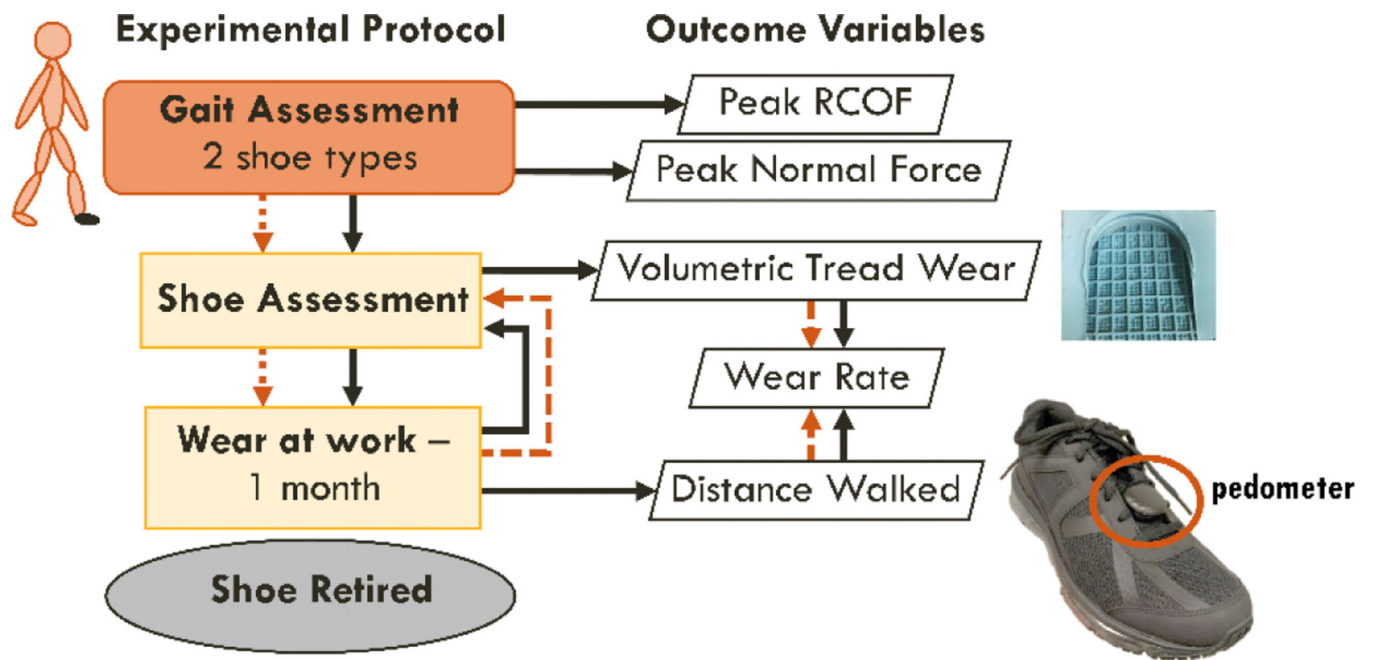 Experimental Protocol
Outcome Variables
Gait Assessment
2 shoe types
Peak RCOF
Peak Normal Force
Shoe Assessment
Volumetric Tread Wear
Wear Rate
Wear at work –
1 month
Distance Walked
pedometer
Shoe Retired